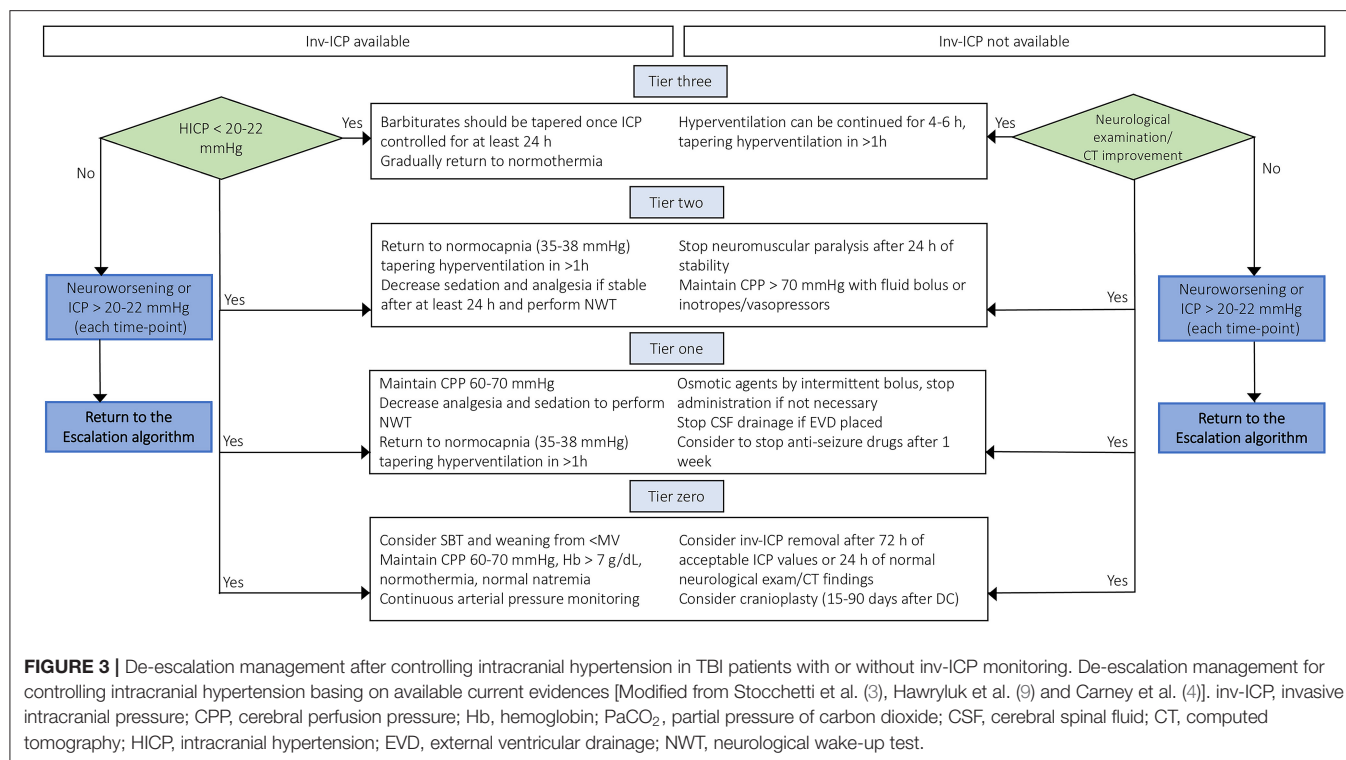 Inv-ICP available
Inv-ICP not available
Tier three
HICP < 20-22
mmHg
Yes
No
Barbiturates should be tapered once ICP
controlled for at least 24 h
Gradually return to normothermia
Hyperventilation can be continued for 4-6 h,
tapering hyperventilation in >1h
Yes
Neurological
examination/
CT improvement
No
Tier two
Neuroworsening or
ICP > 20-22 mmHg
(each time-point)
Yes
Return to normocapnia (35-38 mmHg)
tapering hyperventilation in >1h
Decrease sedation and analgesia if stable
after at least 24 h and perform NWT
Stop neuromuscular paralysis after 24 h of
stability
Maintain CPP > 70 mmHg with fluid bolus or
inotropes/vasopressors
Yes
Neuroworsening or
ICP > 20-22 mmHg
(each time-point)
Tier one
Return to the
Escalation algorithm
Yes
Maintain CPP 60-70 mmHg
Decrease analgesia and sedation to perform
NWT
Return to normocapnia (35-38 mmHg)
tapering hyperventilation in >1h
Osmotic agents by intermittent bolus, stop
administration if not necessary
Stop CSF drainage if EVD placed
Consider to stop anti-seizure drugs after 1
week
Yes
Return to the
Escalation algorithm
Tier zero
Yes
Consider SBT and weaning from <MV
Maintain CPP 60-70 mmHg, Hb > 7 g/dL,
normothermia, normal natremia
Continuous arterial pressure monitoring
Consider inv-ICP removal after 72 h of
acceptable ICP values or 24 h of normal
neurological exam/CT findings
Consider cranioplasty (15-90 days after DC)
Yes
FIGURE 3 | De-escalation management after controlling intracranial hypertension in TBI patients with or without inv-ICP monitoring. De-escalation management for
controlling intracranial hypertension basing on available current evidences [Modified from Stocchetti et al. (3), Hawryluk et al. (9) and Carney et al. (4)]. inv-ICP, invasive
intracranial pressure; CPP, cerebral perfusion pressure; Hb, hemoglobin; PaCO₂, partial pressure of carbon dioxide; CSF, cerebral spinal fluid; CT, computed
tomography; HICP, intracranial hypertension; EVD, external ventricular drainage; NWT, neurological wake-up test.